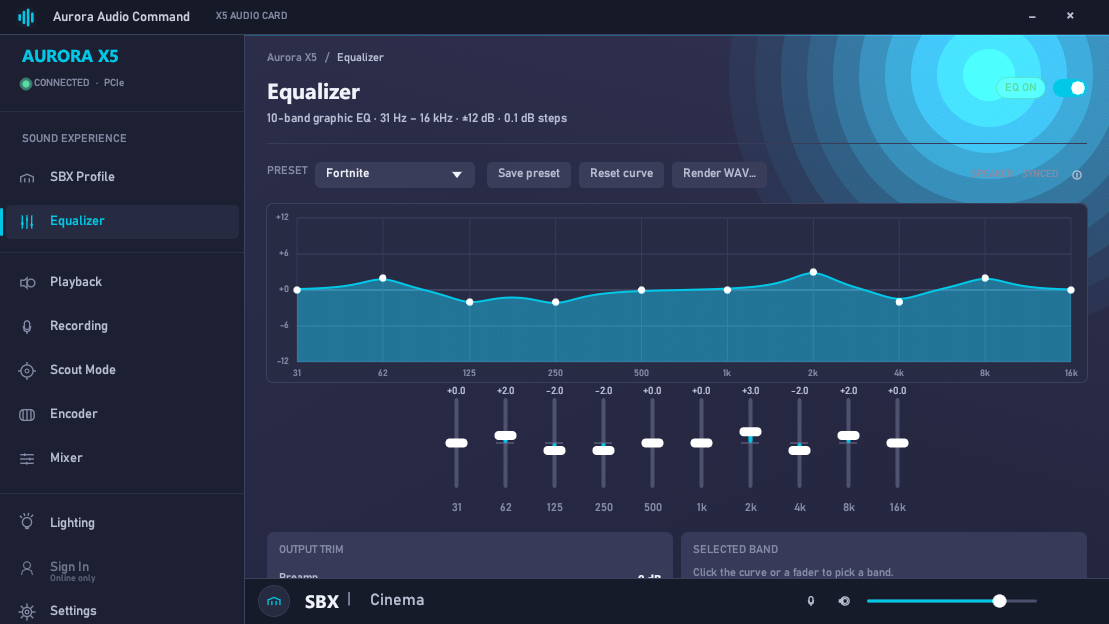 Aurora Audio Command
X5 AUDIO CARD
AURORA X5
CONNECTED · PCIe
SOUND EXPERIENCE
SBX Profile
Equalizer
Playback
Recording
Scout Mode
Encoder
Mixer
Lighting
Sign In
Online only
Settings
Aurora X5 / Equalizer
Equalizer
10-band graphic EQ · 31 Hz – 16 kHz · ±12 dB · 0.1 dB steps
EQ ON
PRESET Fortnite Save preset Reset curve Render WAV...
SYNCED
+12
+6
+0
-6
-12
31 62 125 250 500 1k 2k 4k 8k 16k
+0.0 +2.0 -2.0 -2.0 +0.0 +0.0 +3.0 -2.0 +2.0 +0.0
31 62 125 250 500 1k 2k 4k 8k 16k
OUTPUT TRIM
Preamp 0 dB
SELECTED BAND
Click the curve or a fader to pick a band.
SBX | Cinema